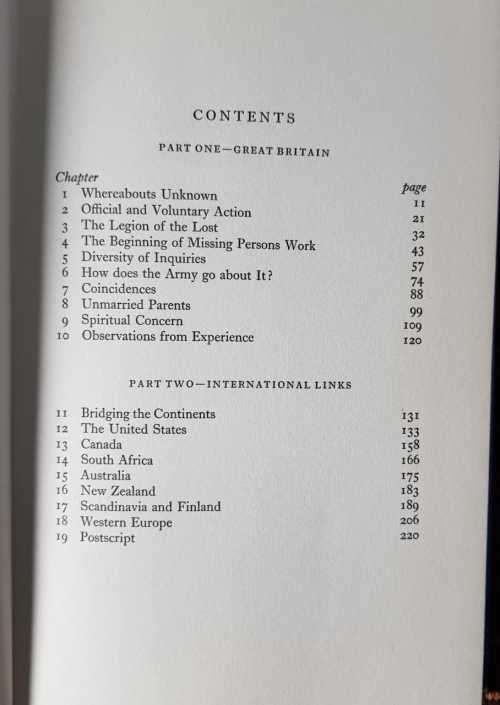 CONTENTS
PART ONE—GREAT BRITAIN
Chapter page
1 Whereabouts Unknown 11
2 Official and Voluntary Action 21
3 The Legion of the Lost 32
4 The Beginning of Missing Persons Work 43
5 Diversity of Inquiries 57
6 How does the Army go about It? 74
7 Coincidences 88
8 Unmarried Parents 99
9 Spiritual Concern 109
10 Observations from Experience 120
PART TWO—INTERNATIONAL LINKS
11 Bridging the Continents 131
12 The United States 133
13 Canada 158
14 South Africa 166
15 Australia 175
16 New Zealand 183
17 Scandinavia and Finland 189
18 Western Europe 206
19 Postscript 220